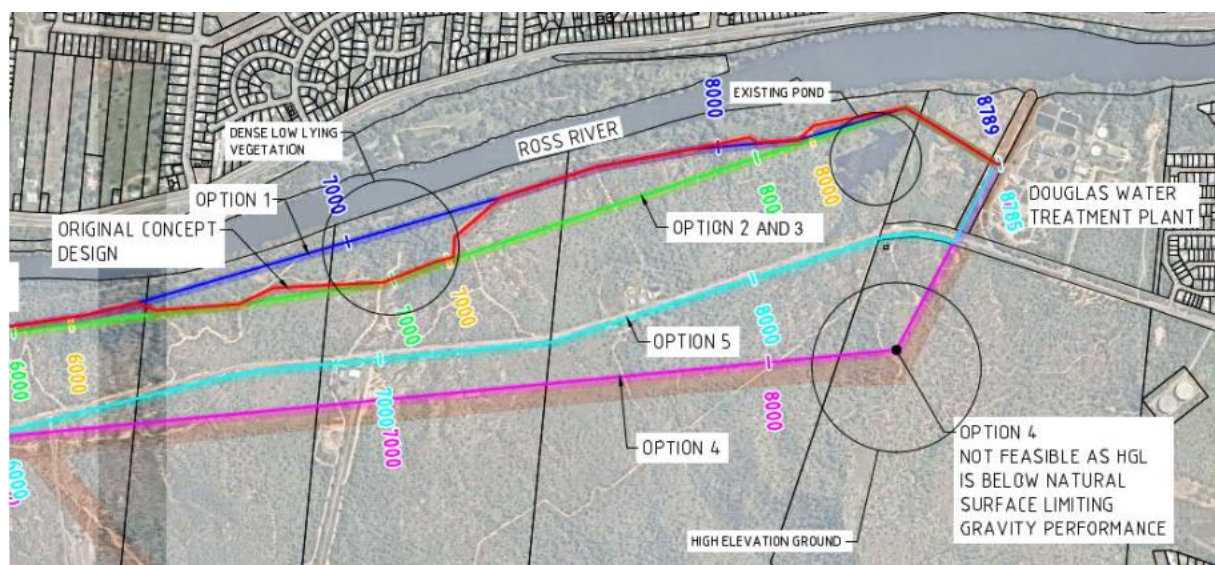 EXISTING POND
8000
8789
DENSE LOW LYING
VEGETATION
ROSS RIVER
7000
OPTION 1
800
8000
8785
DOUGLAS WATER
TREATMENT PLANT
ORIGINAL CONCEPT
DESIGN
OPTION 2 AND 3
7000
7000
6000
6000
8000
OPTION 5
7000
7000
8000
OPTION 4
6000
OPTION 4
NOT FEASIBLE AS HGL
IS BELOW NATURAL
SURFACE LIMITING
GRAVITY PERFORMANCE
HIGH ELEVATION GROUND